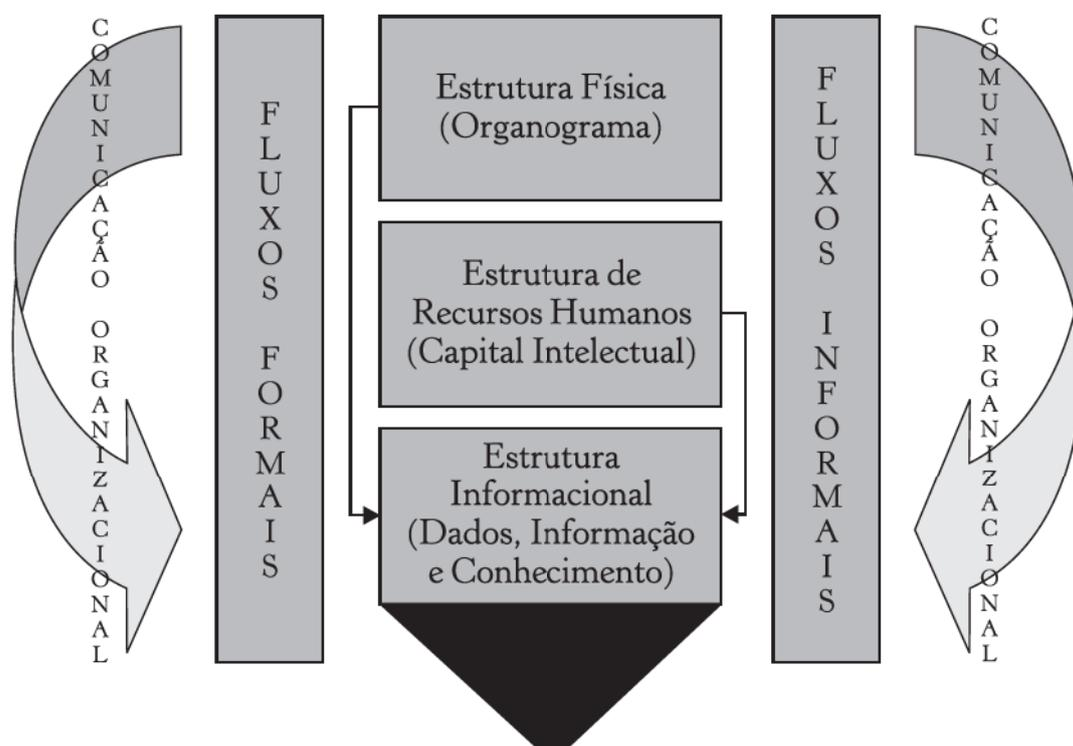 COMUNICAÇÃO ORGANIZACIONAL
FLUXOS FORMAIS
Estrutura Física
(Organograma)
Estrutura de
Recursos Humanos
(Capital Intelectual)
Estrutura
Informacional
(Dados, Informação
e Conhecimento)
FLUXOS INFORMAIS
COMUNICAÇÃO ORGANIZACIONAL